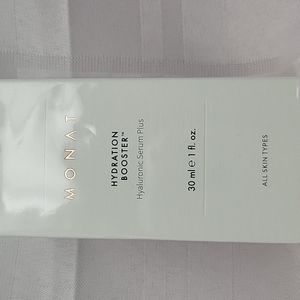 MONAT
HYDRATION
BOOSTER™
Hyaluronic Serum Plus
30 ml ℮ 1 fl. oz.
ALL SKIN TYPES